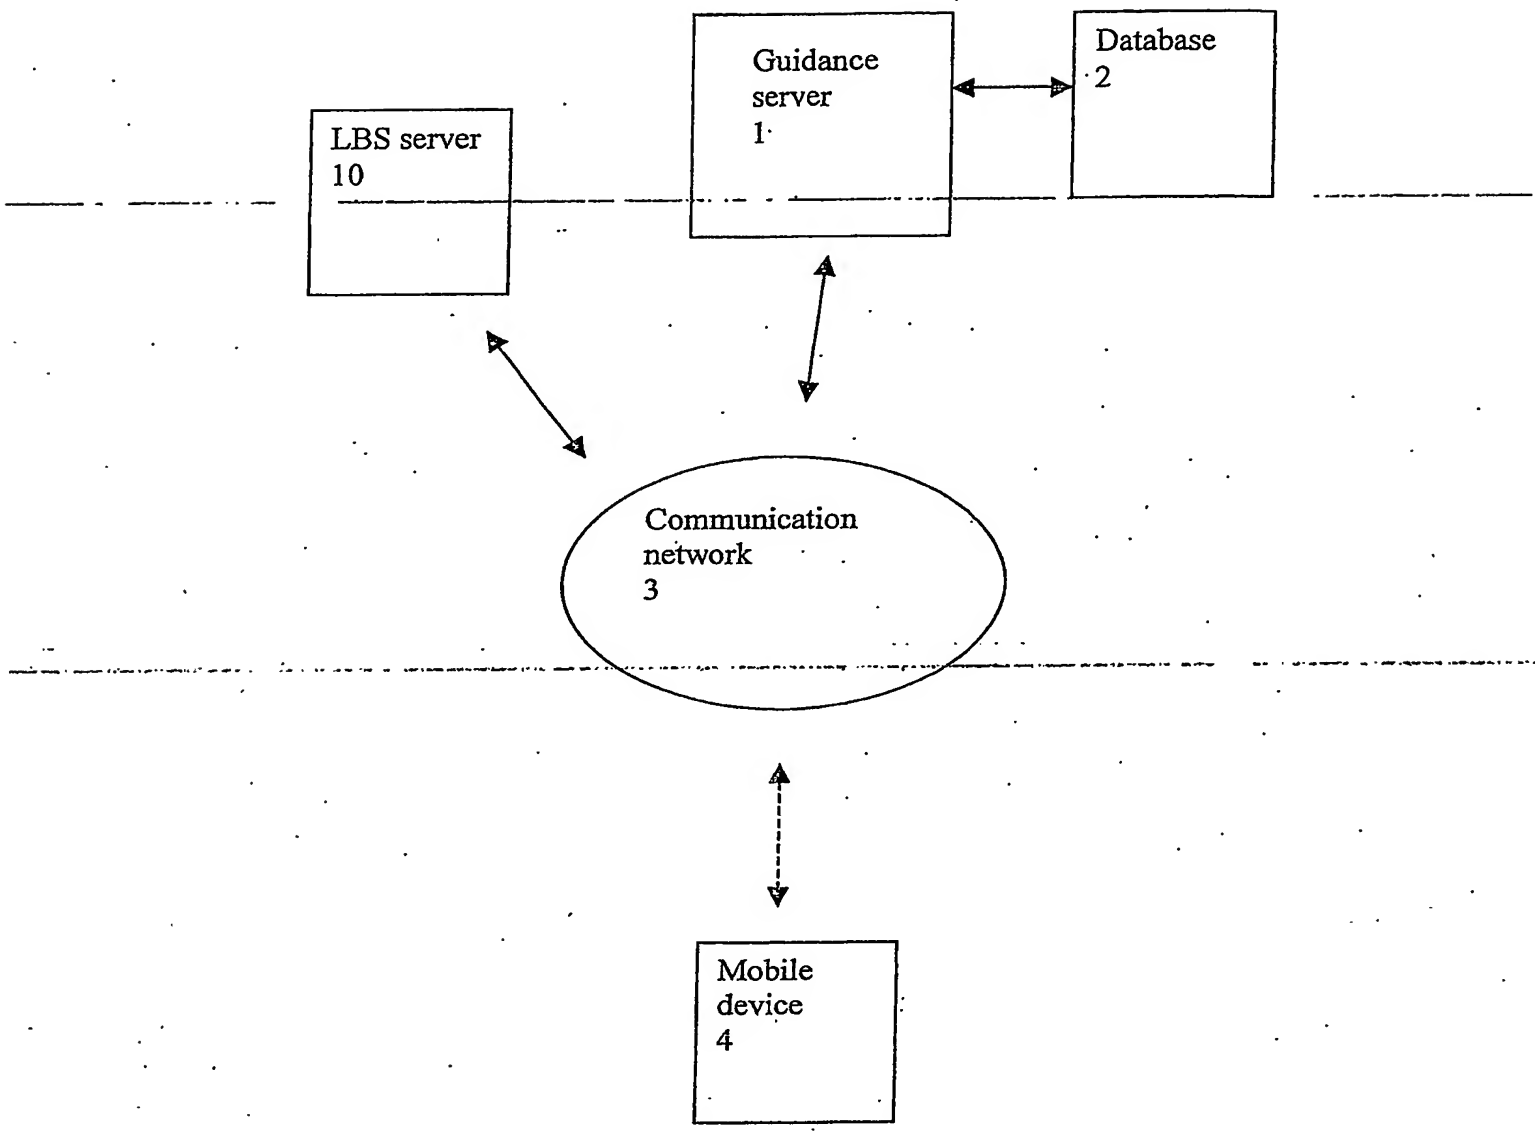 Guidance
server
1
Database
2
LBS server
10
Communication
network
3
Mobile
device
4